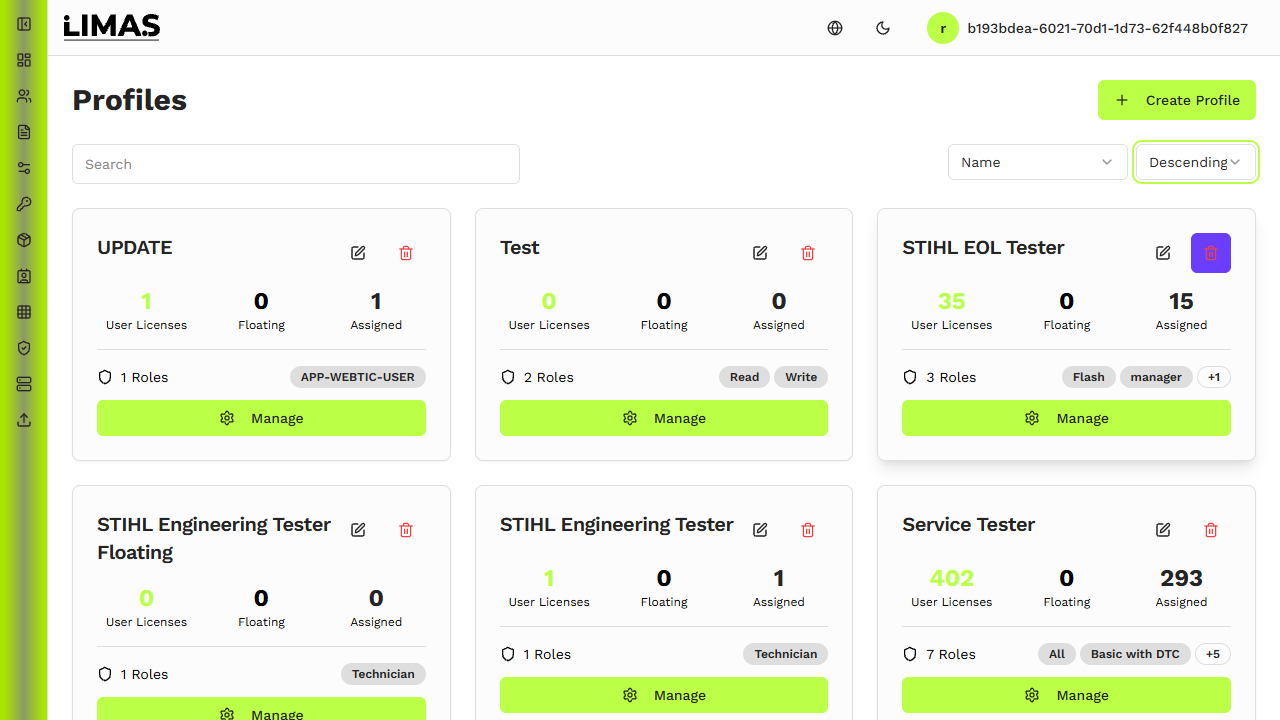 LIMAS
r
b193bdea-6021-70d1-1d73-62f448b0f827
Profiles
Create Profile
Search
Name
Descending
UPDATE
1
0
1
User Licenses
Floating
Assigned
1 Roles
APP-WEBTIC-USER
Manage
Test
0
0
0
User Licenses
Floating
Assigned
2 Roles
Read
Write
Manage
STIHL EOL Tester
35
0
15
User Licenses
Floating
Assigned
3 Roles
Flash
manager
+1
Manage
STIHL Engineering Tester
Floating
0
0
0
User Licenses
Floating
Assigned
1 Roles
Technician
Manage
STIHL Engineering Tester
1
0
1
User Licenses
Floating
Assigned
1 Roles
Technician
Manage
Service Tester
402
0
293
User Licenses
Floating
Assigned
7 Roles
All
Basic with DTC
+5
Manage